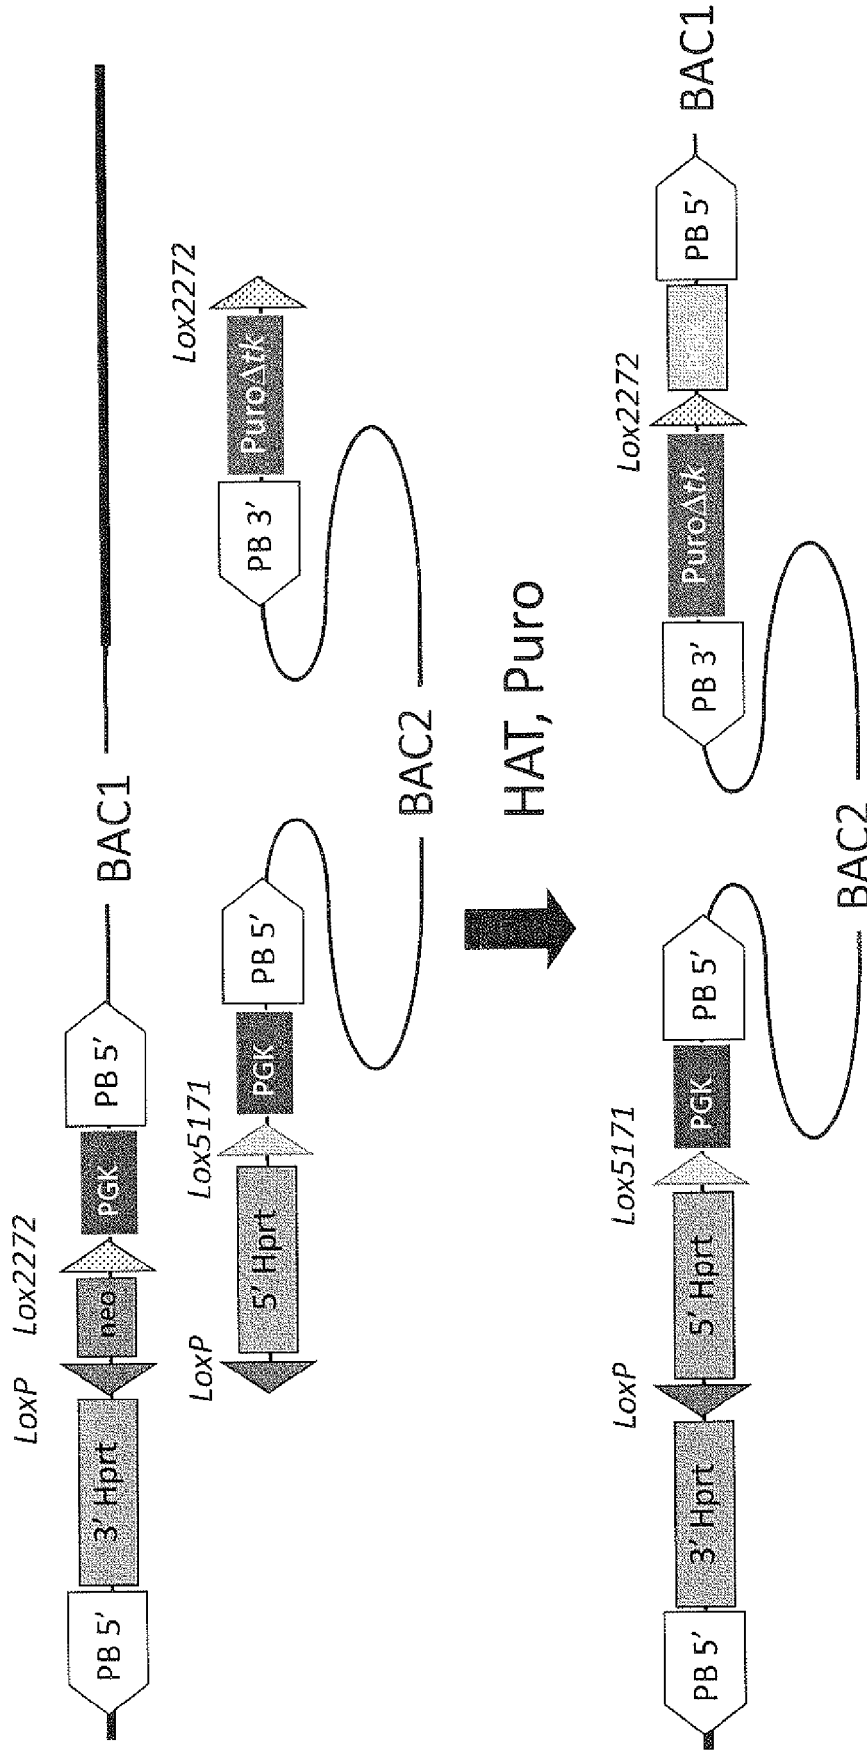 LoxP Lox2272
PB 5' 3' Hprt neo PGK PB 5' BAC1
LoxP Lox5171 Lox2272
5' Hprt PGK PB 5' PB 3' PuroΔtk
BAC2
HAT, Puro
LoxP Lox5171 Lox2272
PB 5' 3' Hprt 5' Hprt PGK PB 5' PB 3' PuroΔtk PB 5' BAC1
BAC2